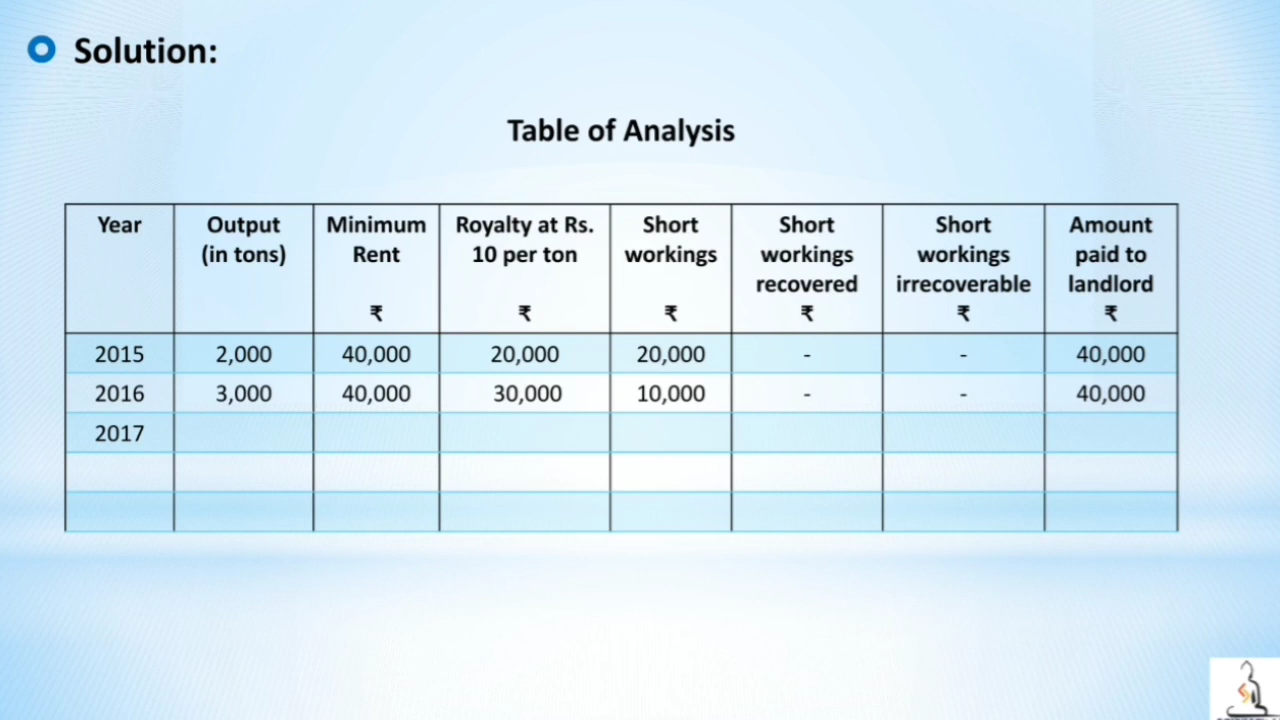 Solution:
Table of Analysis
Year Output Minimum Royalty at Rs. Short Short Short Amount
(in tons) Rent 10 per ton workings workings workings paid to
recovered irrecoverable landlord
₹ ₹ ₹ ₹ ₹ ₹
2015 2,000 40,000 20,000 20,000 - - 40,000
2016 3,000 40,000 30,000 10,000 - - 40,000
2017